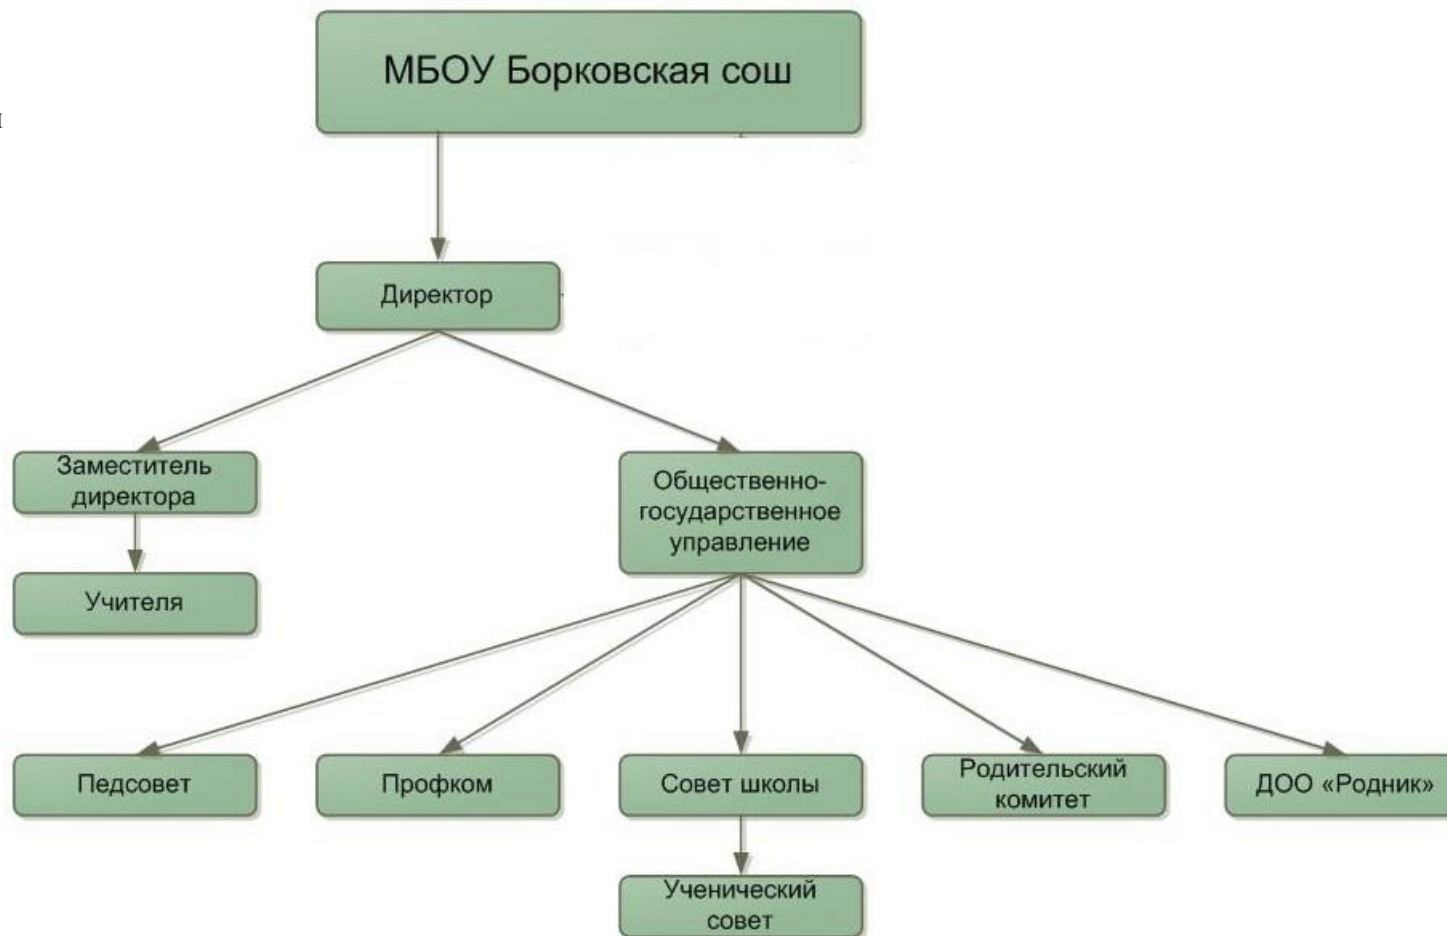 МБОУ Борковская сош
Директор
Заместитель
директора
Общественно-
государственное
управление
Учителя
Педсовет
Профком
Совет школы
Родительский
комитет
ДОО «Родник»
Ученический
совет